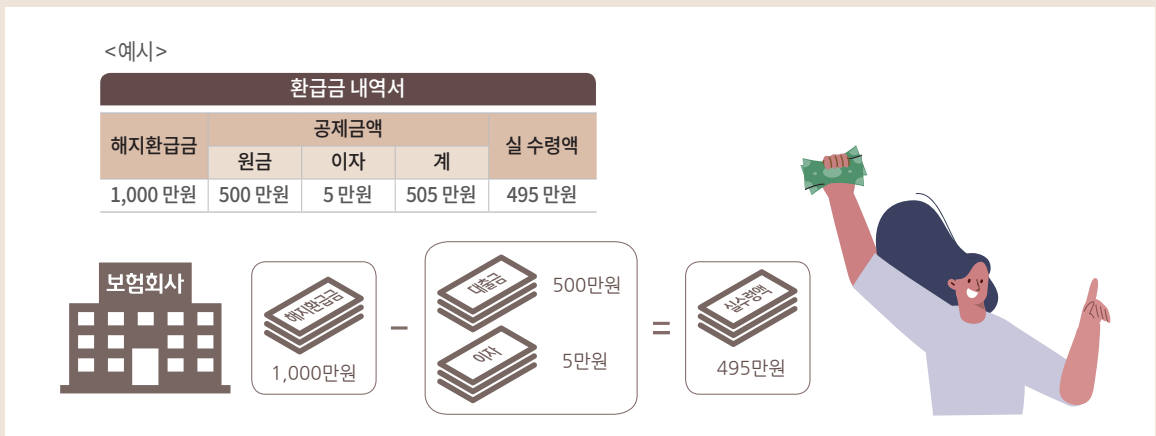 <예시>
환급금 내역서
해지환급금 공제금액 실 수령액
원금 이자 계
1,000 만원 500 만원 5 만원 505 만원 495 만원
보험회사
해지환급금
1,000만원
−
대출금
500만원
이자
5만원
=
실수령액
495만원